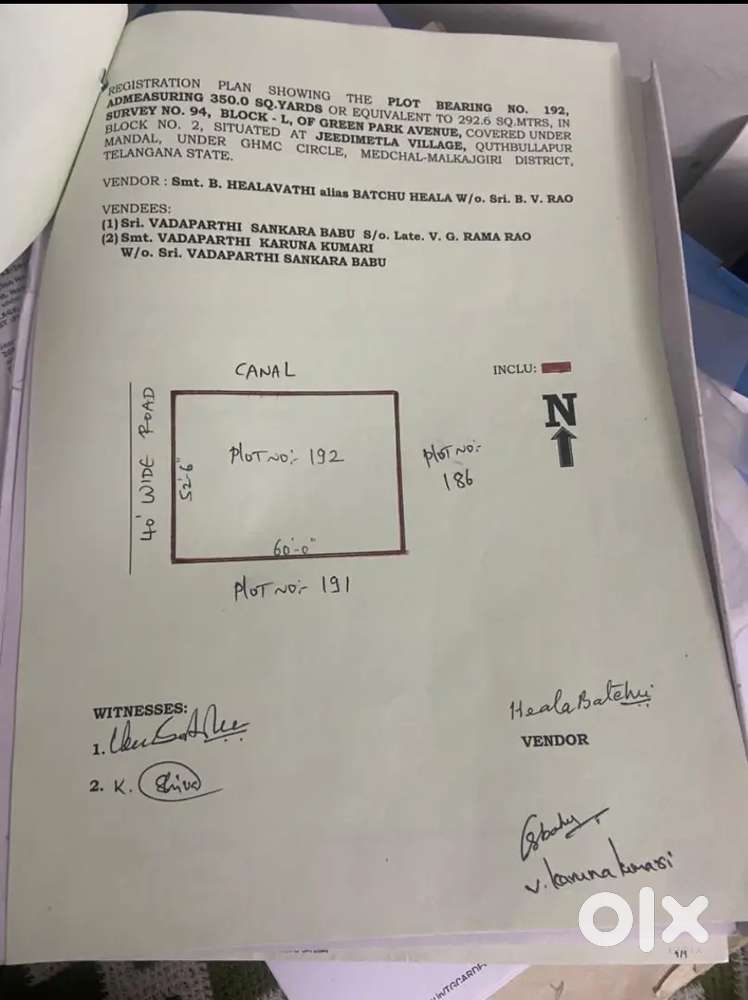 REGISTRATION PLAN SHOWING THE PLOT BEARING NO. 192,
ADMEASURING 350.0 SQ.YARDS OR EQUIVALENT TO 292.6 SQ.MTRS, IN
SURVEY NO. 94, BLOCK - L, OF GREEN PARK AVENUE, COVERED UNDER
BLOCK NO. 2, SITUATED AT JEEDIMETLA VILLAGE, QUTHBULLAPUR
MANDAL, UNDER GHMC CIRCLE, MEDCHAL-MALKAJGIRI DISTRICT,
TELANGANA STATE.
VENDOR : Smt. B. HEALAVATHI alias BATCHU HEALA W/o. Sri. B. V. RAO
VENDEES:
(1) Sri. VADAPARTHI SANKARA BABU S/o. Late. V. G. RAMA RAO
(2) Smt. VADAPARTHI KARUNA KUMARI
W/o. Sri. VADAPARTHI SANKARA BABU
CANAL
INCLU:
N
40' WIDE ROAD
52'-6"
PLOT NO:- 192
PLOT NO:-
186
60'-0"
PLOT NO:- 191
WITNESSES:
1.
2. K. Shiva
Heala Batchu
VENDOR
v. karuna kumari
olx
9/9